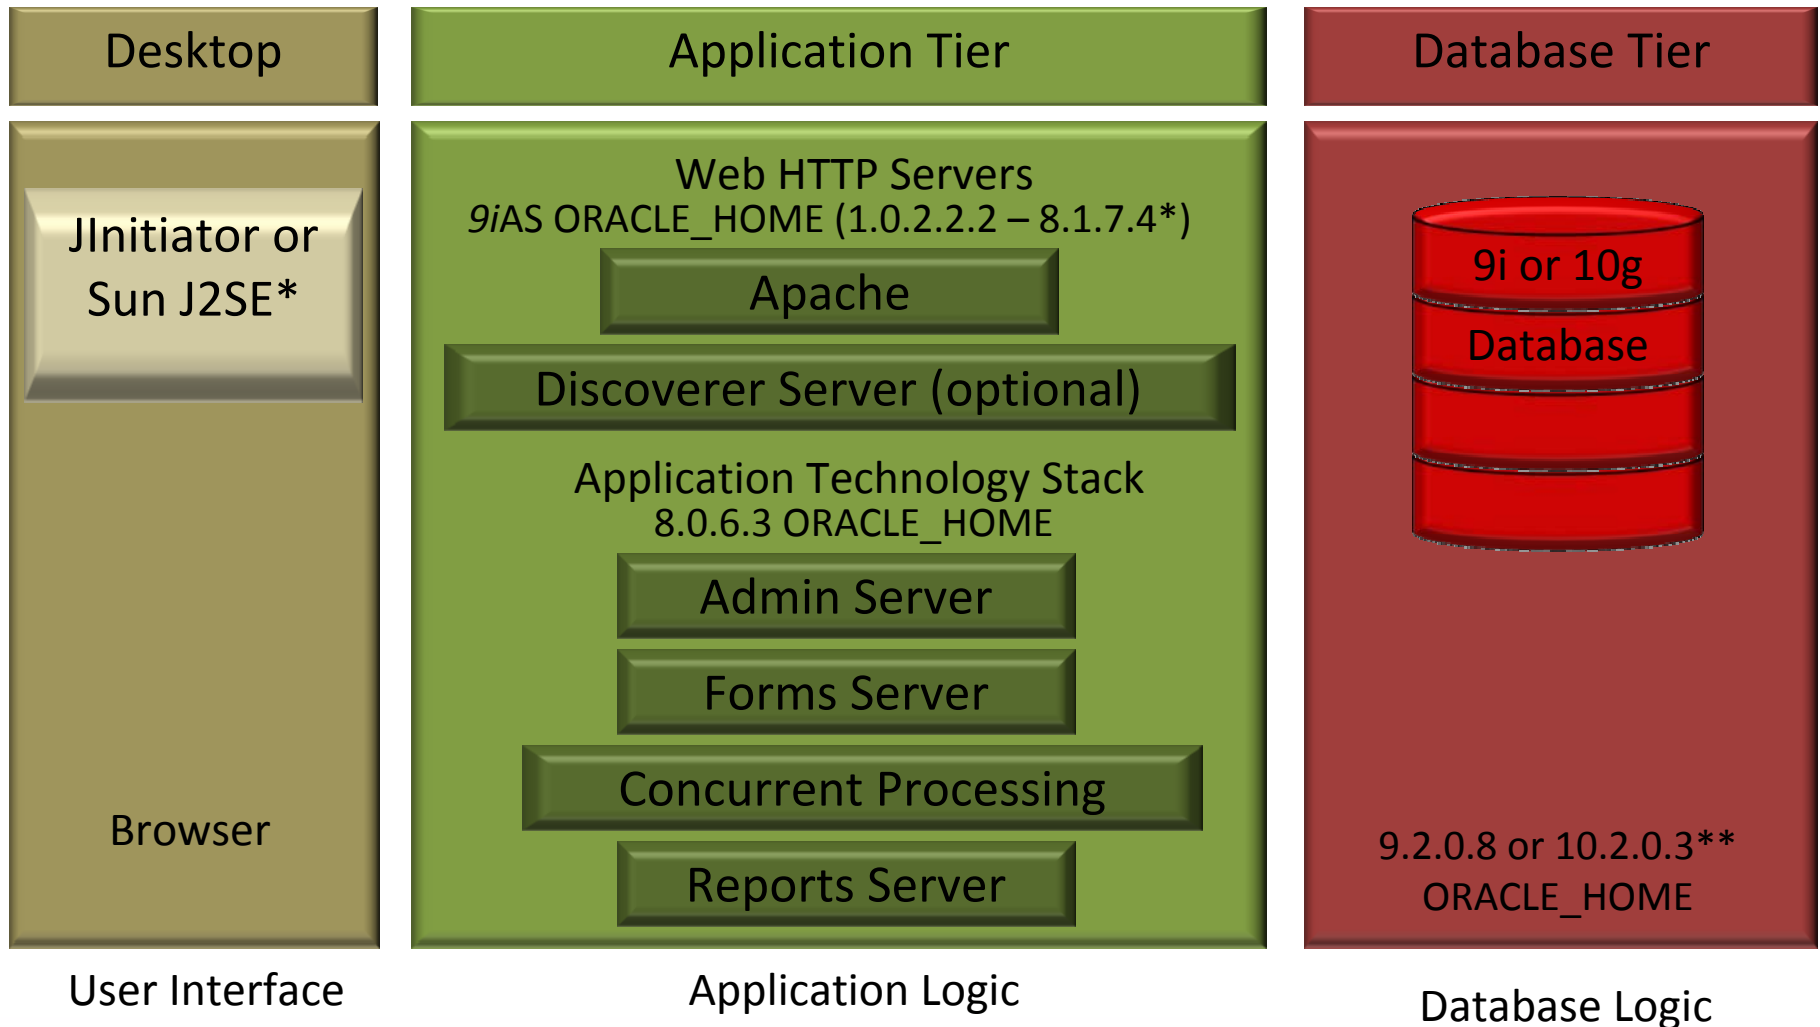 Desktop
Application Tier
Database Tier
JInitiator or
Sun J2SE*
Browser
Web HTTP Servers
9iAS ORACLE_HOME (1.0.2.2.2 – 8.1.7.4*)
Apache
Discoverer Server (optional)
Application Technology Stack
8.0.6.3 ORACLE_HOME
Admin Server
Forms Server
Concurrent Processing
Reports Server
9i or 10g
Database
9.2.0.8 or 10.2.0.3**
ORACLE_HOME
User Interface
Application Logic
Database Logic